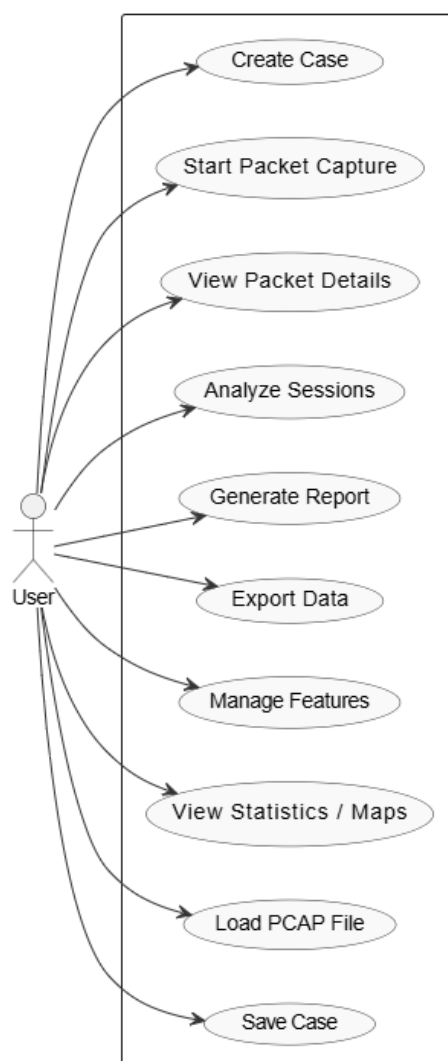 Create Case
Start Packet Capture
View Packet Details
Analyze Sessions
Generate Report
User
Export Data
Manage Features
View Statistics / Maps
Load PCAP File
Save Case